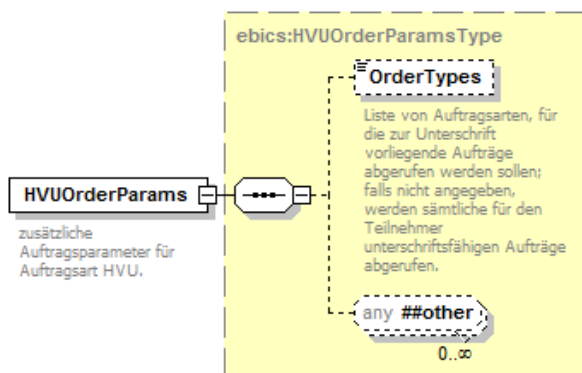 ebics:HVUOrderParamsType
OrderTypes
Liste von Auftragsarten, für
die zur Unterschrift
vorliegende Aufträge
abgerufen werden sollen;
falls nicht angegeben,
werden sämtliche für den
Teilnehmer
unterschriftsfähigen Aufträge
abgerufen.
HVUOrderParams
zusätzliche
Auftragsparameter für
Auftragsart HVU.
any ##other
0..∞